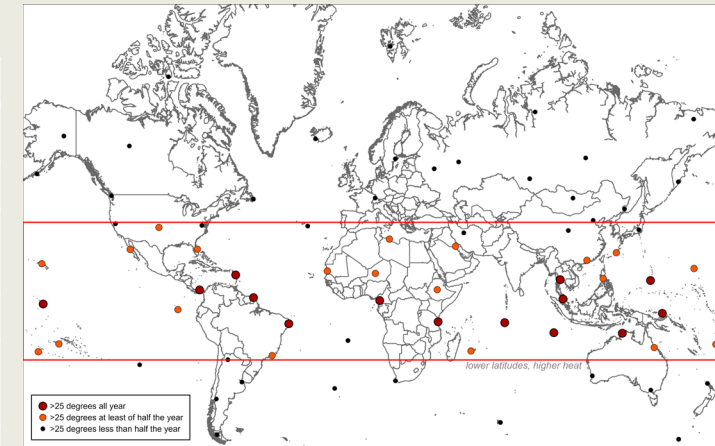 lower latitudes, higher heat
>25 degrees all year
>25 degrees at least of half the year
>25 degrees less than half the year